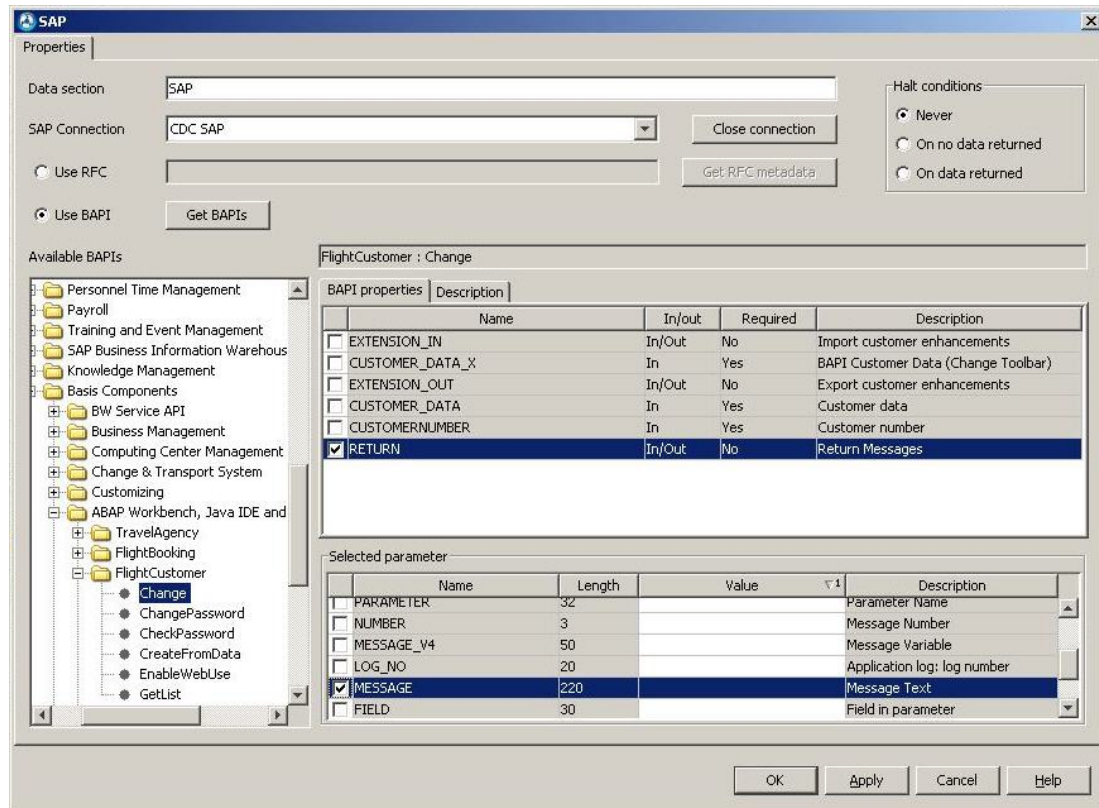 SAP
Properties
Data section SAP
Halt conditions
Never
SAP Connection CDC SAP Close connection
On no data returned
Use RFC Get RFC metadata On data returned
Use BAPI Get BAPIs
Available BAPIs FlightCustomer : Change
Personnel Time Management
Payroll
Training and Event Management
SAP Business Information Warehous
Knowledge Management
Basis Components
BW Service API
Business Management
Computing Center Management
Change & Transport System
Customizing
ABAP Workbench, Java IDE and
TravelAgency
FlightBooking
FlightCustomer
Change
ChangePassword
CheckPassword
CreateFromData
EnableWebUse
GetList
BAPI properties Description
Name In/out Required Description
EXTENSION_IN In/Out No Import customer enhancements
CUSTOMER_DATA_X In Yes BAPI Customer Data (Change Toolbar)
EXTENSION_OUT In/Out No Export customer enhancements
CUSTOMER_DATA In Yes Customer data
CUSTOMERNUMBER In Yes Customer number
RETURN In/Out No Return Messages
Selected parameter
Name Length Value 1 Description
PARAMETER 32 Parameter Name
NUMBER 3 Message Number
MESSAGE_V4 50 Message Variable
LOG_NO 20 Application log: log number
MESSAGE 220 Message Text
FIELD 30 Field in parameter
OK Apply Cancel Help